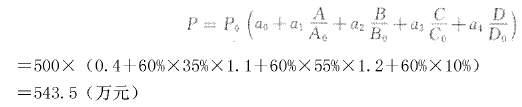 P = P₀ (a₀ + a₁ A/A₀ + a₂ B/B₀ + a₃ C/C₀ + a₄ D/D₀)
=500×（0.4+60%×35%×1.1+60%×55%×1.2+60%×10%）
=543.5（万元）